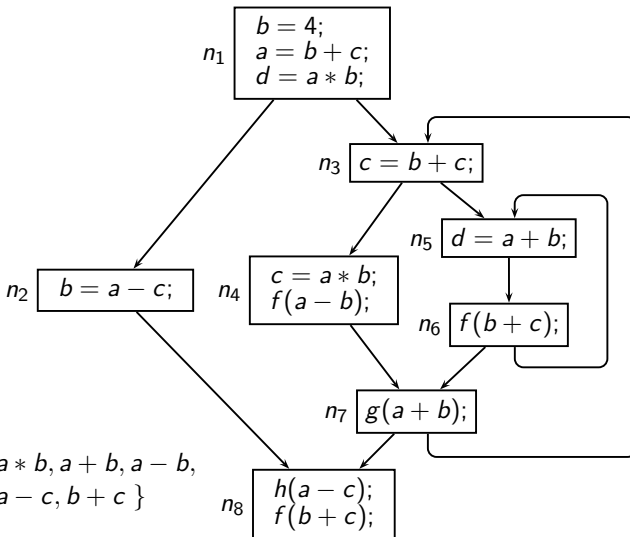 n1
b = 4;
a = b + c;
d = a ∗ b;
n3
c = b + c;
n5
d = a + b;
n2
b = a − c;
n4
c = a ∗ b;
f(a − b);
n6
f(b + c);
n7
g(a + b);
a ∗ b, a + b, a − b,
a − c, b + c }
n8
h(a − c);
f(b + c);